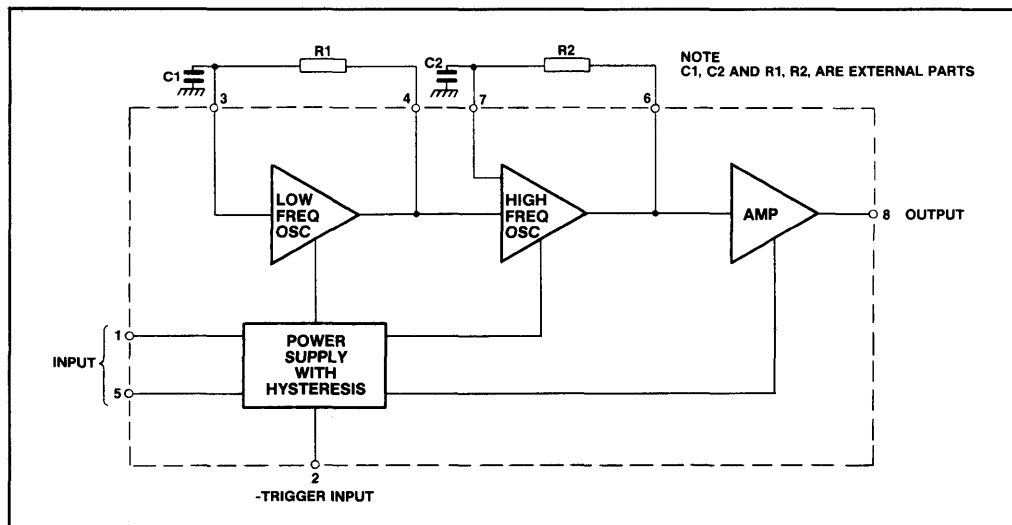 R1
R2
NOTE
C1, C2 AND R1, R2, ARE EXTERNAL PARTS
C1
C2
3
4
7
6
LOW
FREQ
OSC
HIGH
FREQ
OSC
AMP
8 OUTPUT
1
INPUT
5
POWER
SUPPLY
WITH
HYSTERESIS
2
-TRIGGER INPUT